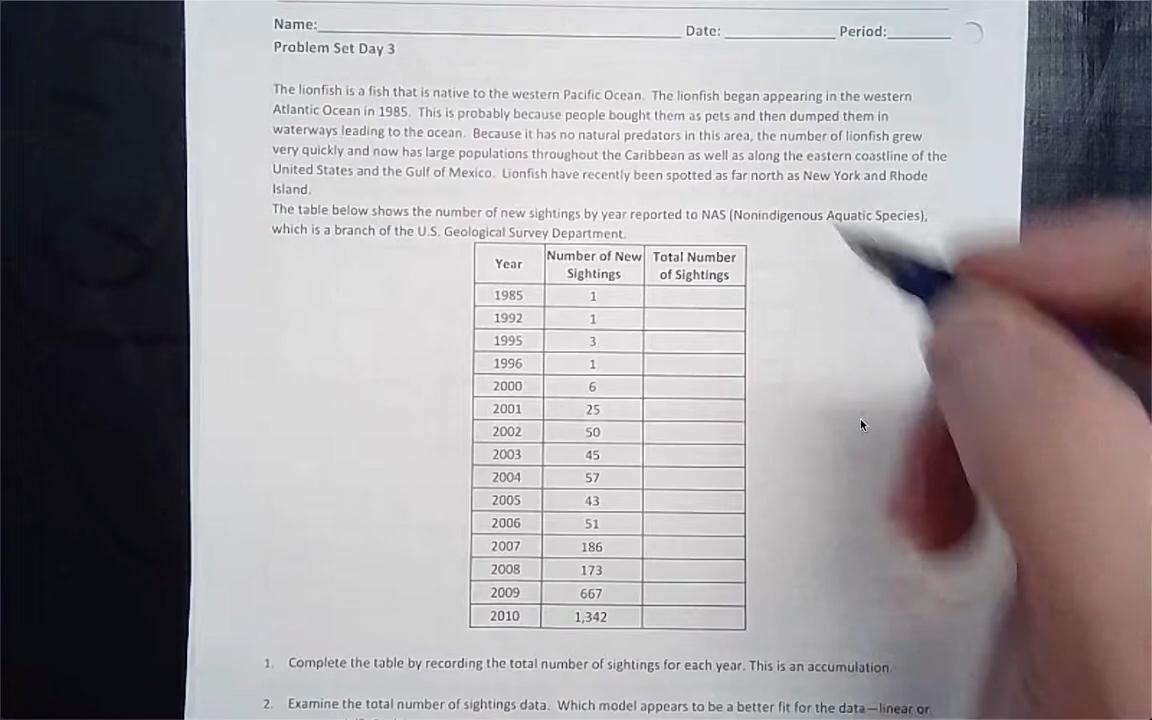 Name: Date: Period:
Problem Set Day 3
The lionfish is a fish that is native to the western Pacific Ocean. The lionfish began appearing in the western
Atlantic Ocean in 1985. This is probably because people bought them as pets and then dumped them in
waterways leading to the ocean. Because it has no natural predators in this area, the number of lionfish grew
very quickly and now has large populations throughout the Caribbean as well as along the eastern coastline of the
United States and the Gulf of Mexico. Lionfish have recently been spotted as far north as New York and Rhode
Island.
The table below shows the number of new sightings by year reported to NAS (Nonindigenous Aquatic Species),
which is a branch of the U.S. Geological Survey Department.
Year Number of New Sightings Total Number of Sightings
1985 1
1992 1
1995 3
1996 1
2000 6
2001 25
2002 50
2003 45
2004 57
2005 43
2006 51
2007 186
2008 173
2009 667
2010 1,342
1. Complete the table by recording the total number of sightings for each year. This is an accumulation.
2. Examine the total number of sightings data. Which model appears to be a better fit for the data—linear or